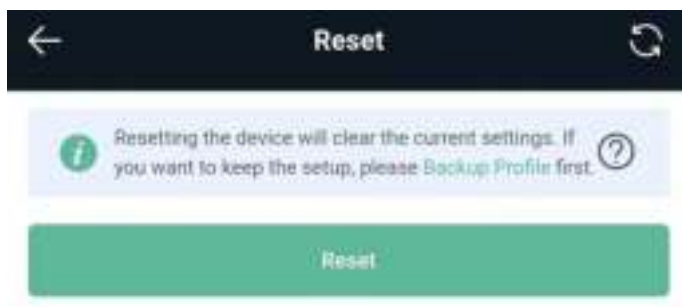 Reset
Resetting the device will clear the current settings. If
you want to keep the setup, please Backup Profile first.
Reset